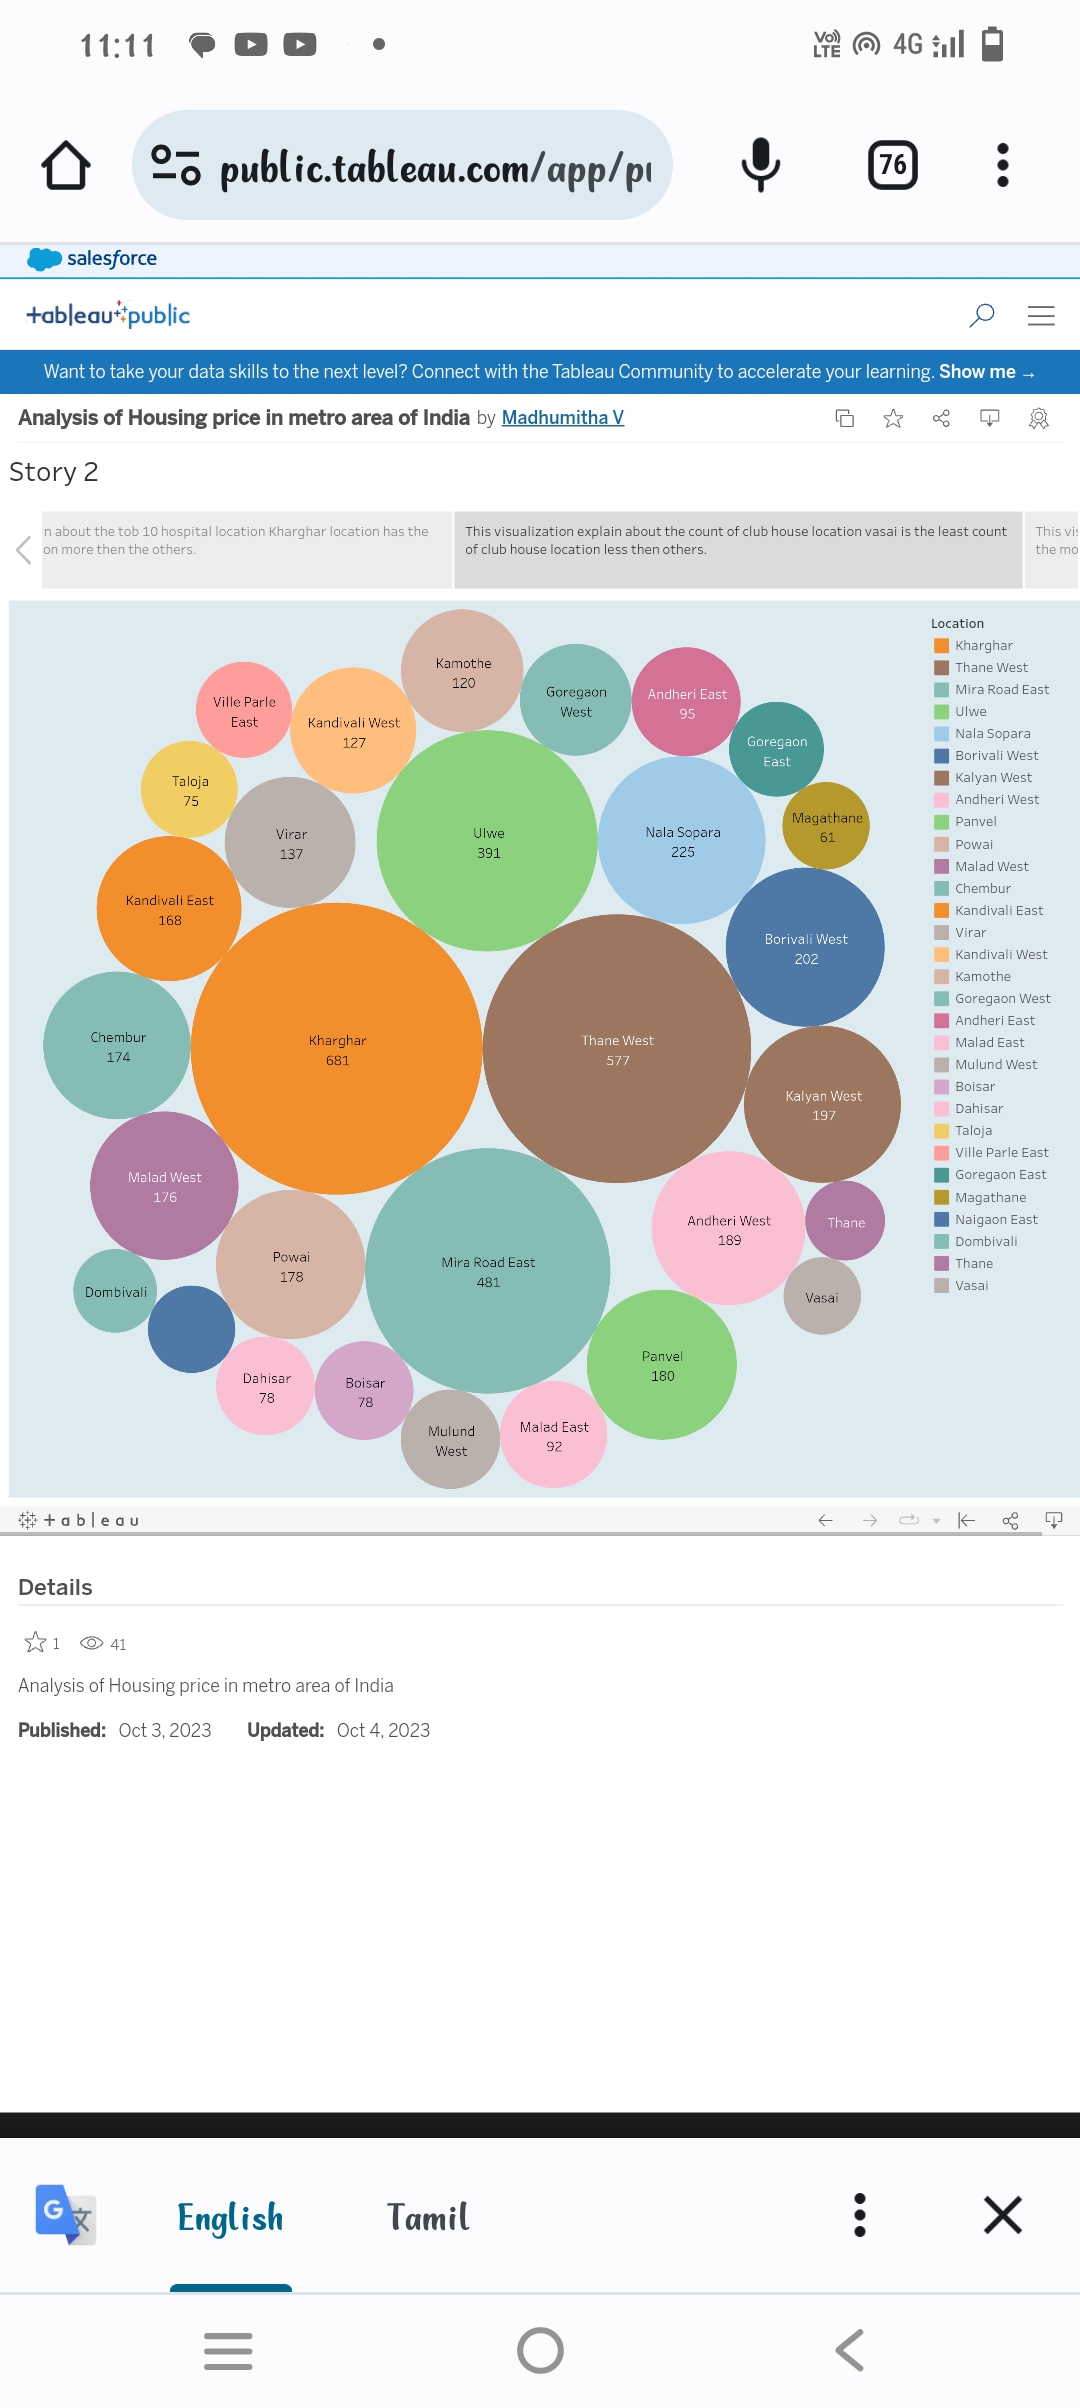 11:11
Vo)) LTE 4G
public.tableau.com/app/pu
76
salesforce
+ableau public
Want to take your data skills to the next level? Connect with the Tableau Community to accelerate your learning. Show me →
Analysis of Housing price in metro area of India by Madhumitha V
Story 2
n about the tob 10 hospital location Kharghar location has the
on more then the others.
This visualization explain about the count of club house location vasai is the least count
of club house location less then others.
This vis
the mo
Kamothe
120
Goregaon
West
Andheri East
95
Ville Parle
East
Kandivali West
127
Goregaon
East
Taloja
75
Virar
137
Ulwe
391
Nala Sopara
225
Magathane
61
Kandivali East
168
Borivali West
202
Chembur
174
Kharghar
681
Thane West
577
Kalyan West
197
Malad West
176
Andheri West
189
Thane
Powai
178
Mira Road East
481
Dombivali
Vasai
Panvel
180
Dahisar
78
Boisar
78
Mulund
West
Malad East
92
Location
Kharghar
Thane West
Mira Road East
Ulwe
Nala Sopara
Borivali West
Kalyan West
Andheri West
Panvel
Powai
Malad West
Chembur
Kandivali East
Virar
Kandivali West
Kamothe
Goregaon West
Andheri East
Malad East
Mulund West
Boisar
Dahisar
Taloja
Ville Parle East
Goregaon East
Magathane
Naigaon East
Dombivali
Thane
Vasai
+ableau
Details
1 41
Analysis of Housing price in metro area of India
Published: Oct 3, 2023 Updated: Oct 4, 2023
G 文
English Tamil